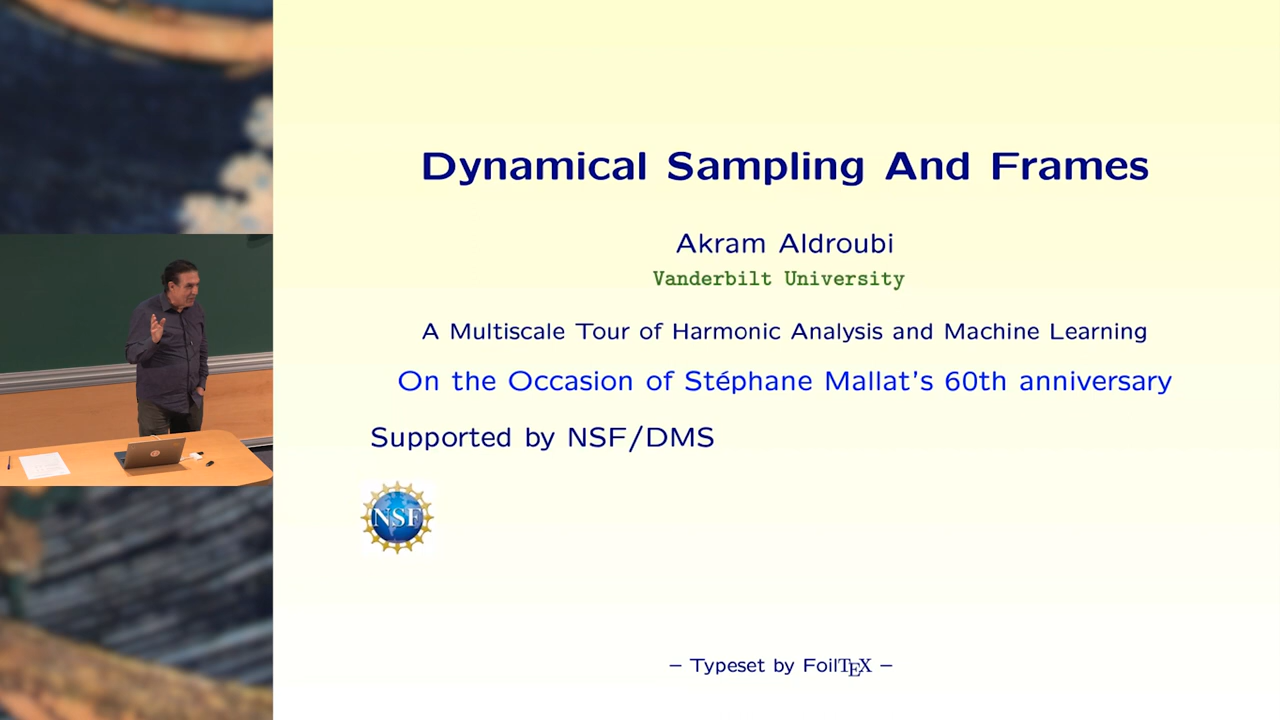 Dynamical Sampling And Frames
Akram Aldroubi
Vanderbilt University
A Multiscale Tour of Harmonic Analysis and Machine Learning
On the Occasion of Stéphane Mallat's 60th anniversary
Supported by NSF/DMS
NSF
– Typeset by FoilTEX –